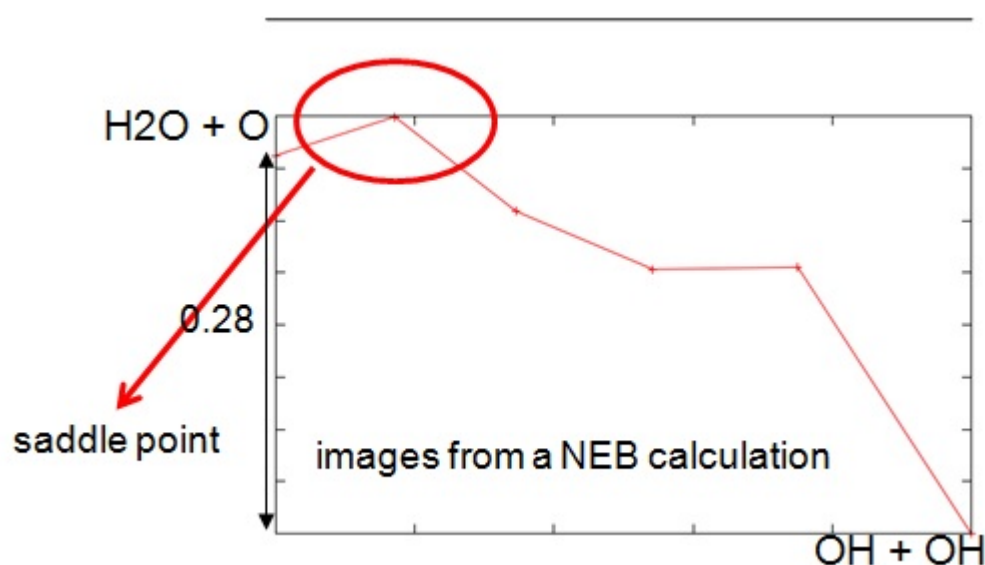 H2O + O
0.28
saddle point
images from a NEB calculation
OH + OH